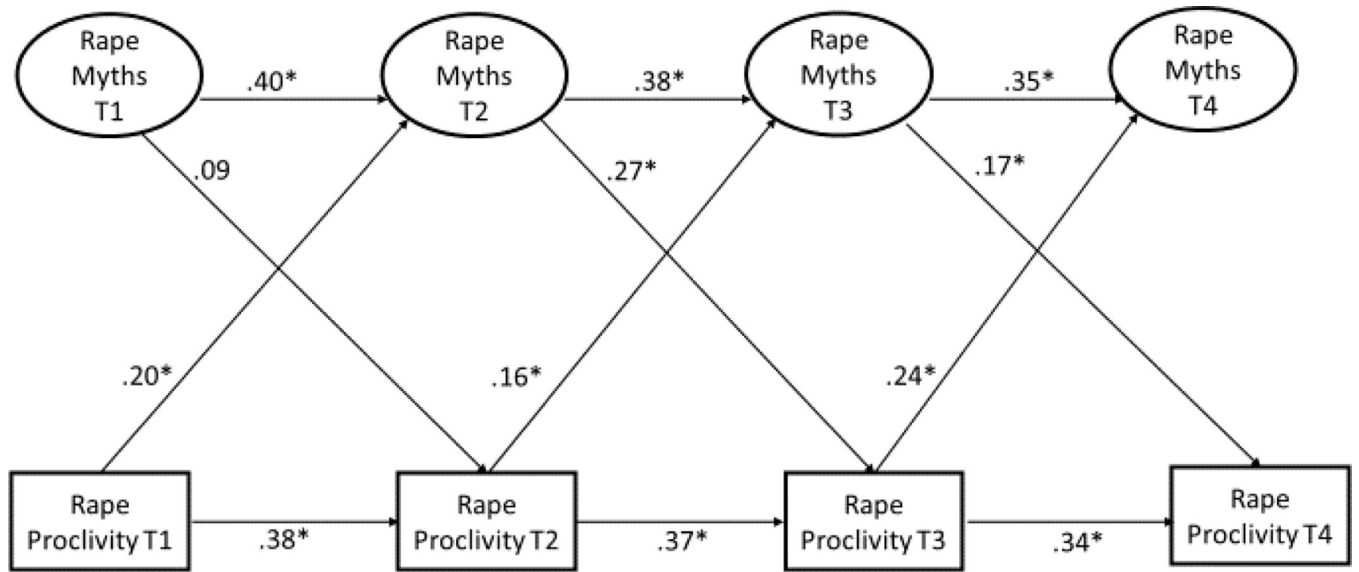 Rape
Myths
T1
.40*
Rape
Myths
T2
.38*
Rape
Myths
T3
.35*
Rape
Myths
T4
.09
.27*
.17*
.20*
.16*
.24*
Rape
Proclivity T1
.38*
Rape
Proclivity T2
.37*
Rape
Proclivity T3
.34*
Rape
Proclivity T4